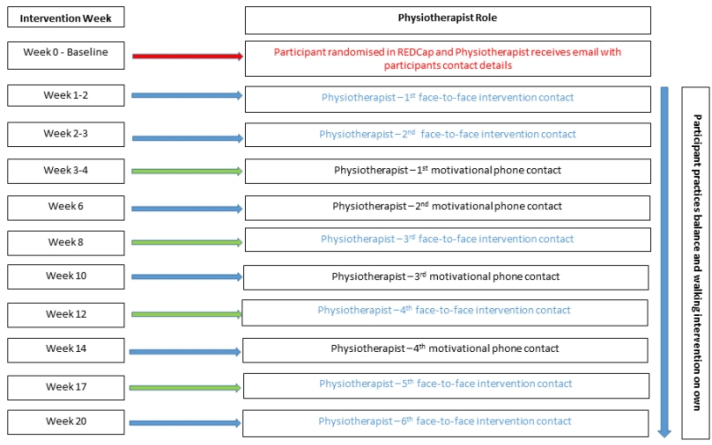 Intervention Week
Physiotherapist Role
Week 0 - Baseline
Participant randomised in REDCap and Physiotherapist receives email with
participants contact details
Week 1-2
Physiotherapist – 1st face-to-face intervention contact
Week 2-3
Physiotherapist – 2nd face-to-face intervention contact
Week 3-4
Physiotherapist – 1st motivational phone contact
Week 6
Physiotherapist – 2nd motivational phone contact
Week 8
Physiotherapist – 3rd face-to-face intervention contact
Week 10
Physiotherapist – 3rd motivational phone contact
Week 12
Physiotherapist – 4th face-to-face intervention contact
Week 14
Physiotherapist – 4th motivational phone contact
Week 17
Physiotherapist – 5th face-to-face intervention contact
Week 20
Physiotherapist – 6th face-to-face intervention contact
Participant practices balance and walking intervention on own